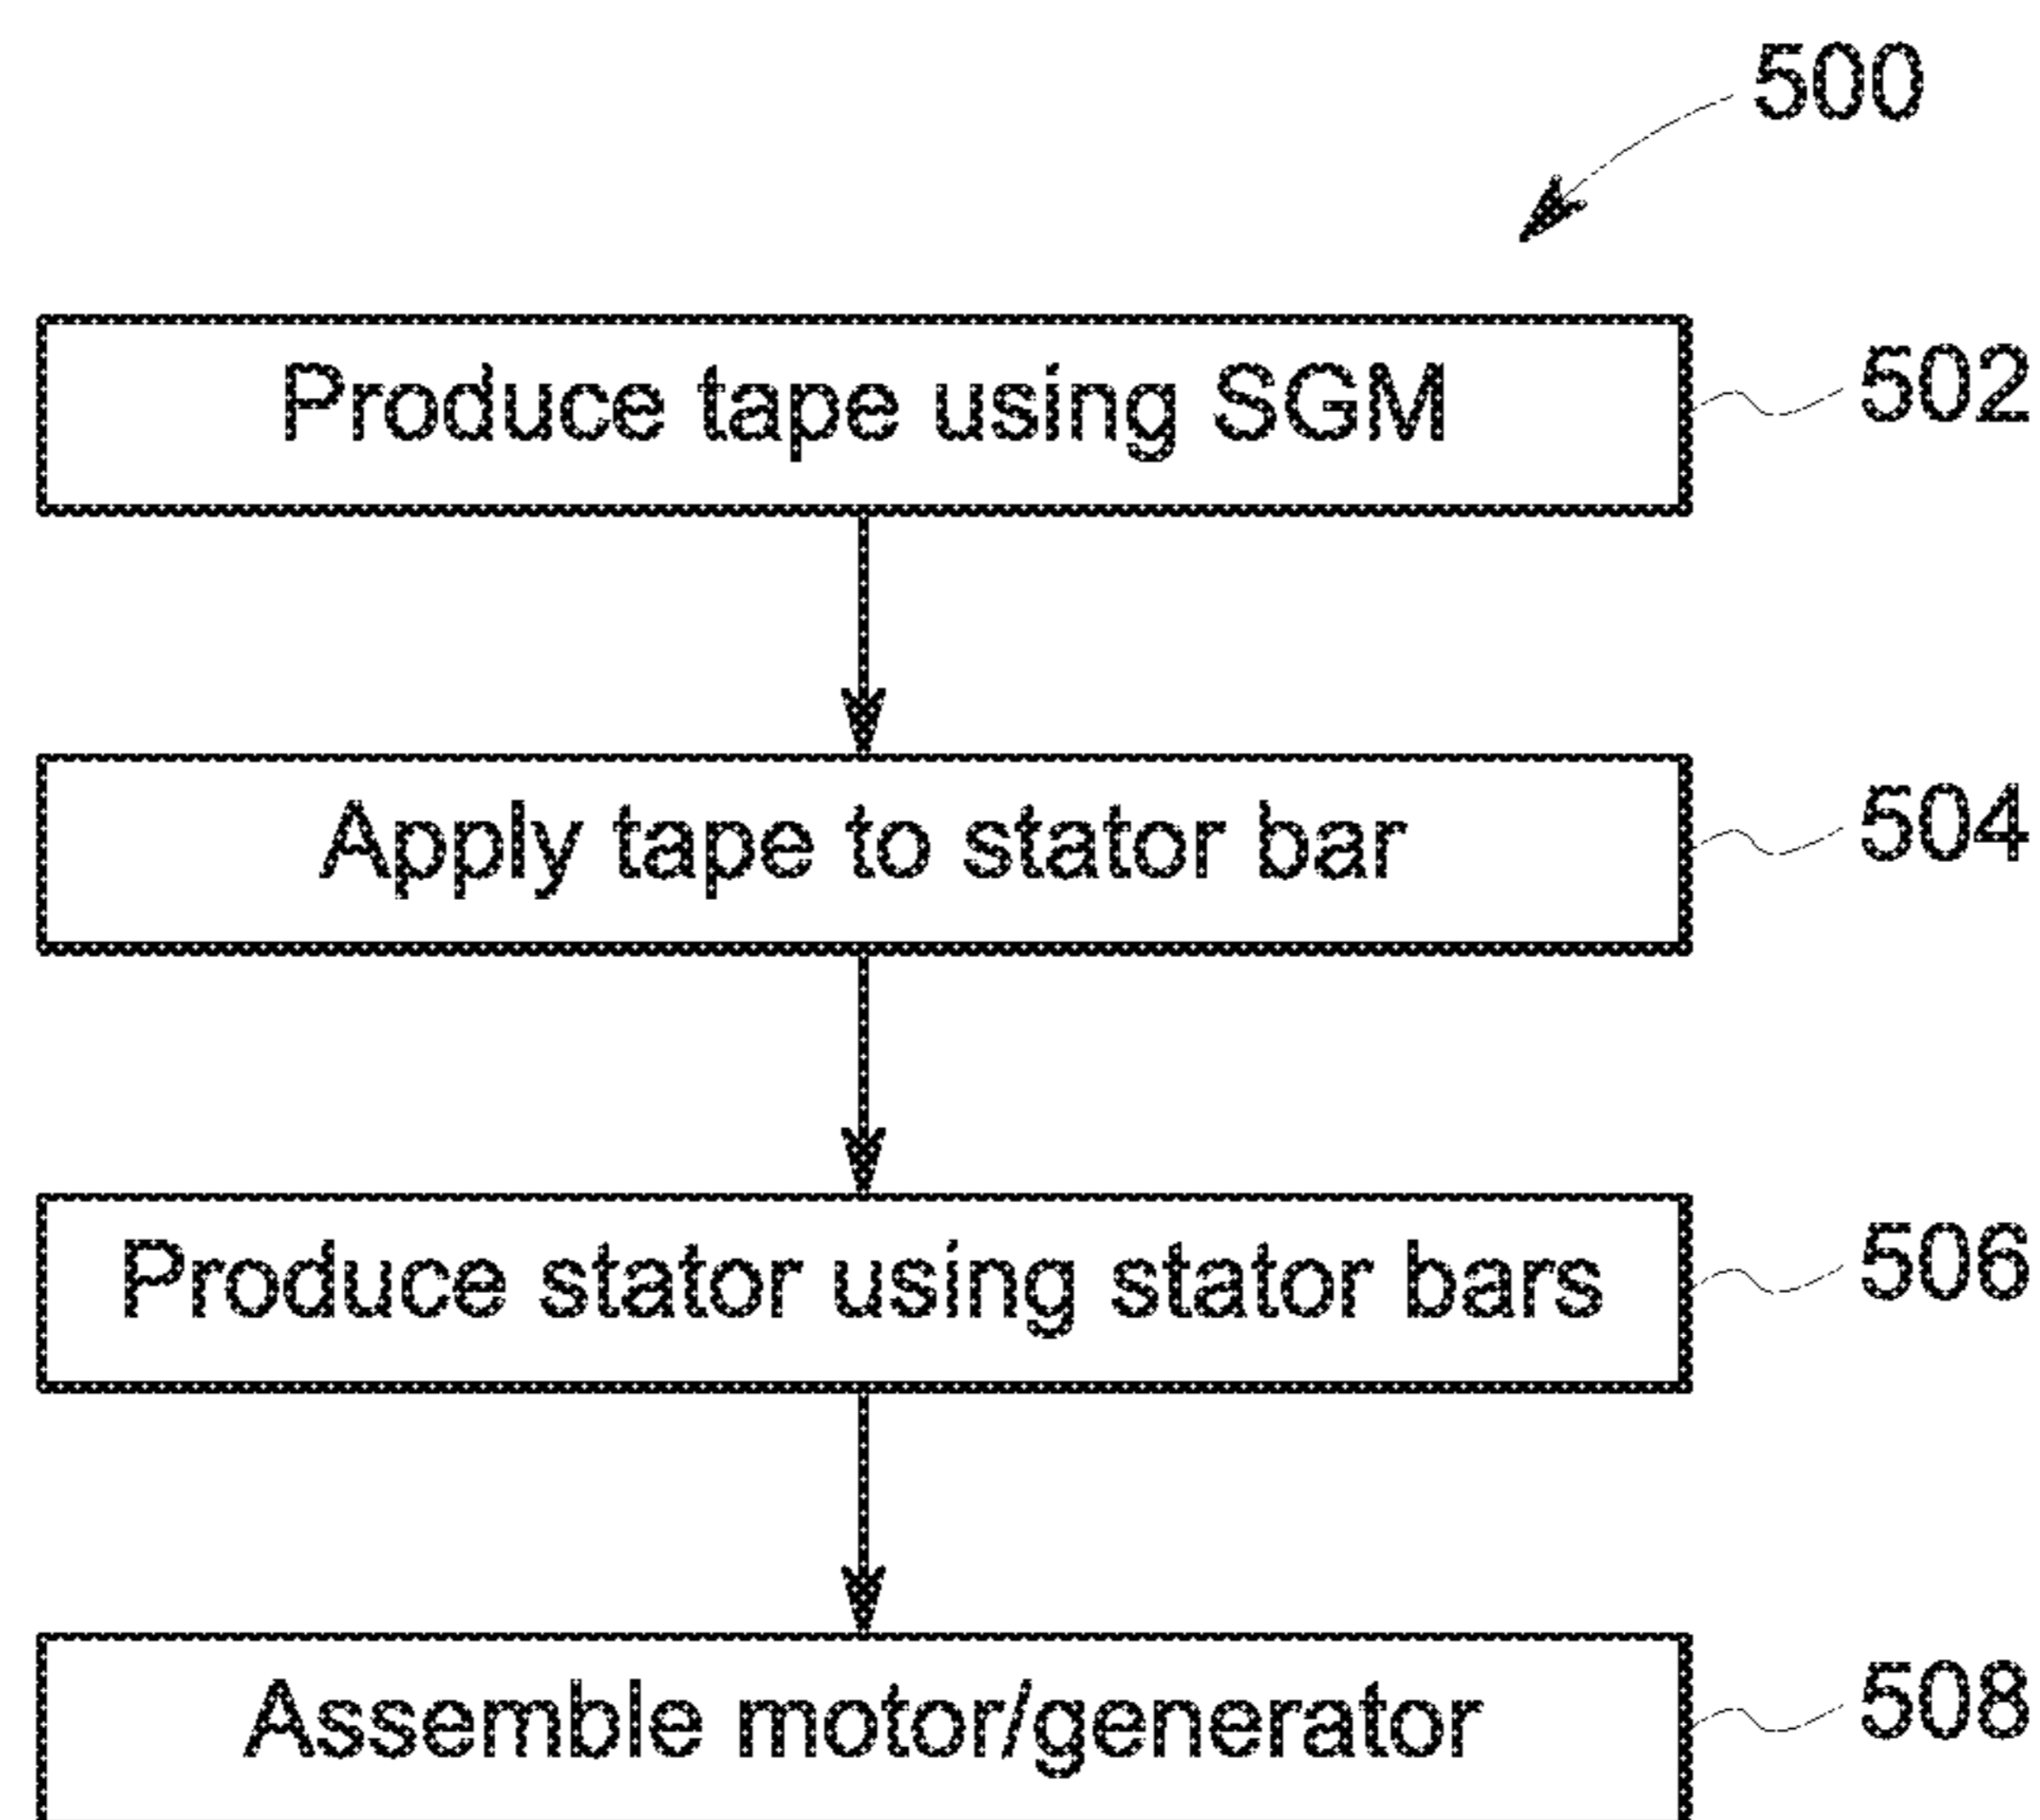 500
Produce tape using SGM 502
Apply tape to stator bar 504
Produce stator using stator bars 506
Assemble motor/generator 508